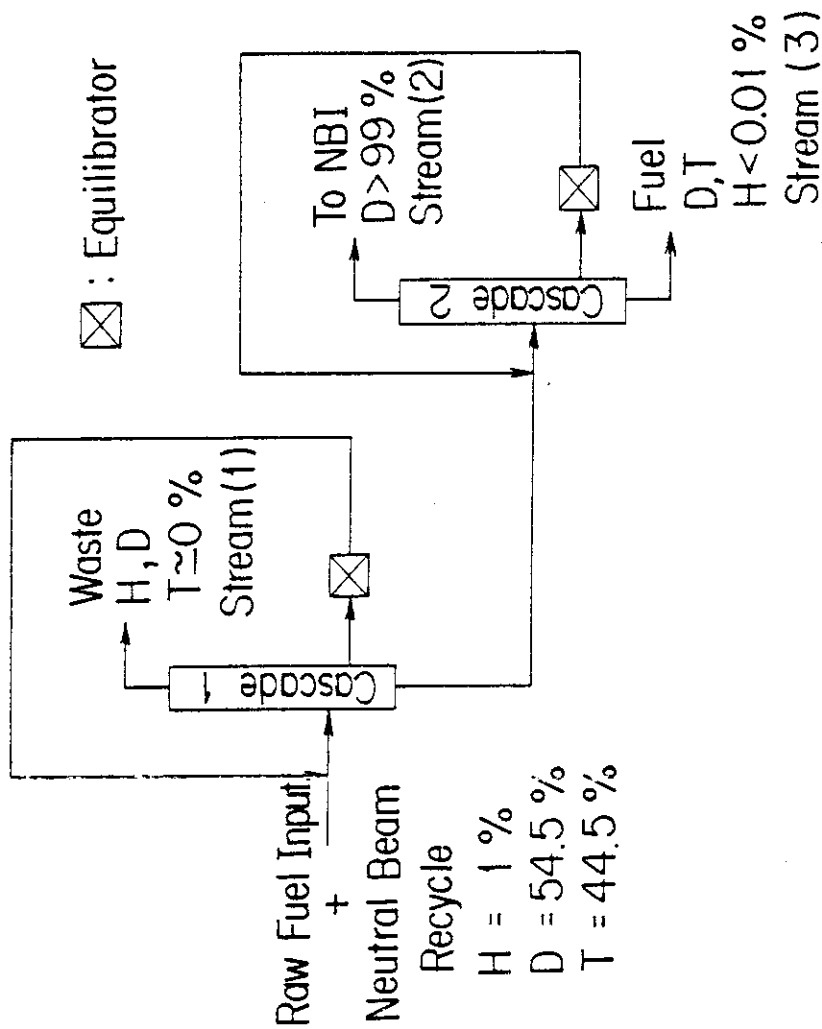 ⊠ : Equilibrator
Waste
H, D
T≃0 %
Stream(1)
Cascade 1
Raw Fuel Input
+
Neutral Beam
Recycle
H = 1 %
D = 54.5 %
T = 44.5 %
To NBI
D>99 %
Stream(2)
Cascade 2
Fuel
D,T
H<0.01 %
Stream (3)